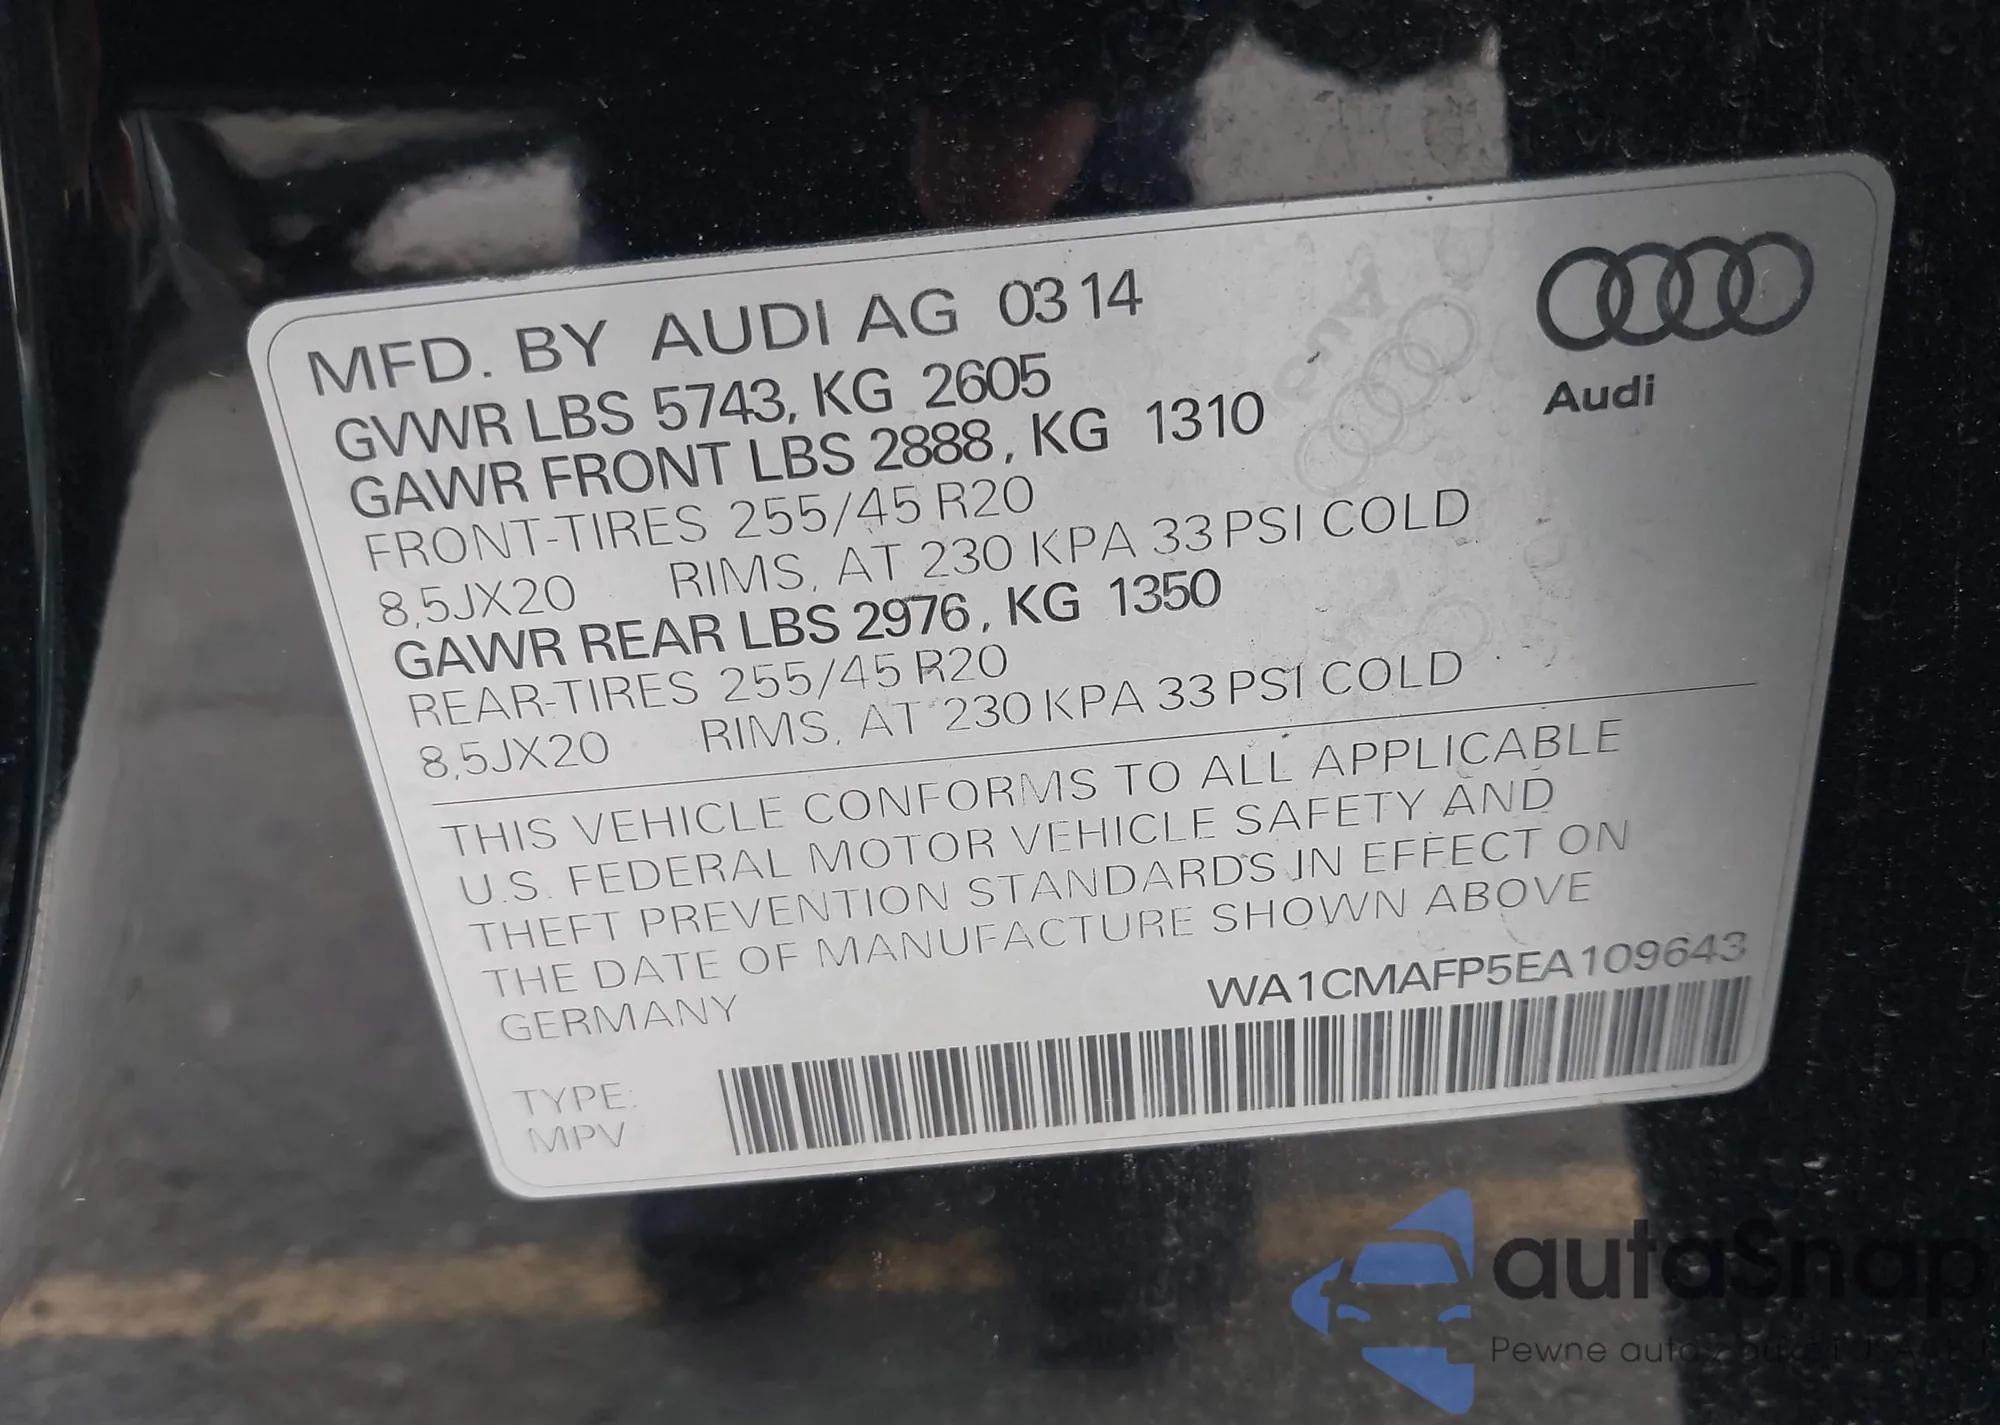 MFD. BY AUDI AG 0314
GVWR LBS 5743, KG 2605
GAWR FRONT LBS 2888, KG 1310
FRONT-TIRES 255/45 R20
8,5JX20 RIMS, AT 230 KPA 33 PSI COLD
GAWR REAR LBS 2976, KG 1350
REAR-TIRES 255/45 R20
8,5JX20 RIMS, AT 230 KPA 33 PSI COLD
THIS VEHICLE CONFORMS TO ALL APPLICABLE
U.S. FEDERAL MOTOR VEHICLE SAFETY AND
THEFT PREVENTION STANDARDS IN EFFECT ON
THE DATE OF MANUFACTURE SHOWN ABOVE
GERMANY
WA1CMAFP5EA109643
TYPE:
MPV
Audi
autaSnap
Pewne auta z